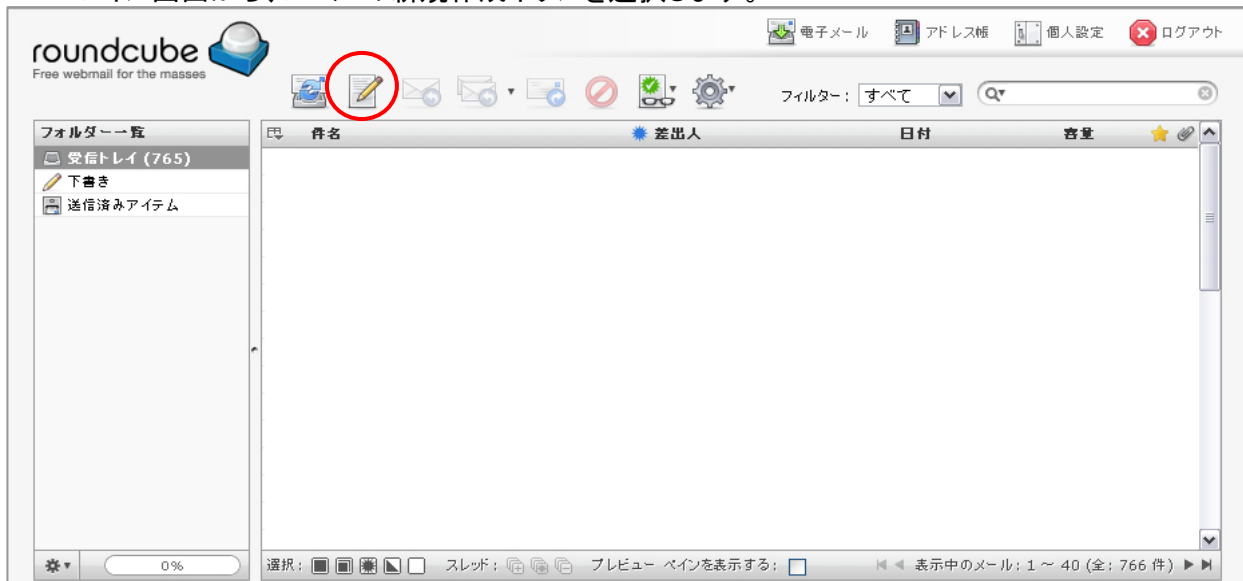 電子メール アドレス帳 個人設定 ログアウト
roundcube
Free webmail for the masses
フィルター: すべて
フォルダー一覧
件名 差出人 日付 容量
受信トレイ (765)
下書き
送信済みアイテム
0%
選択: スレッド: プレビュー ペインを表示する: 表示中のメール: 1 ~ 40 (全: 766 件)